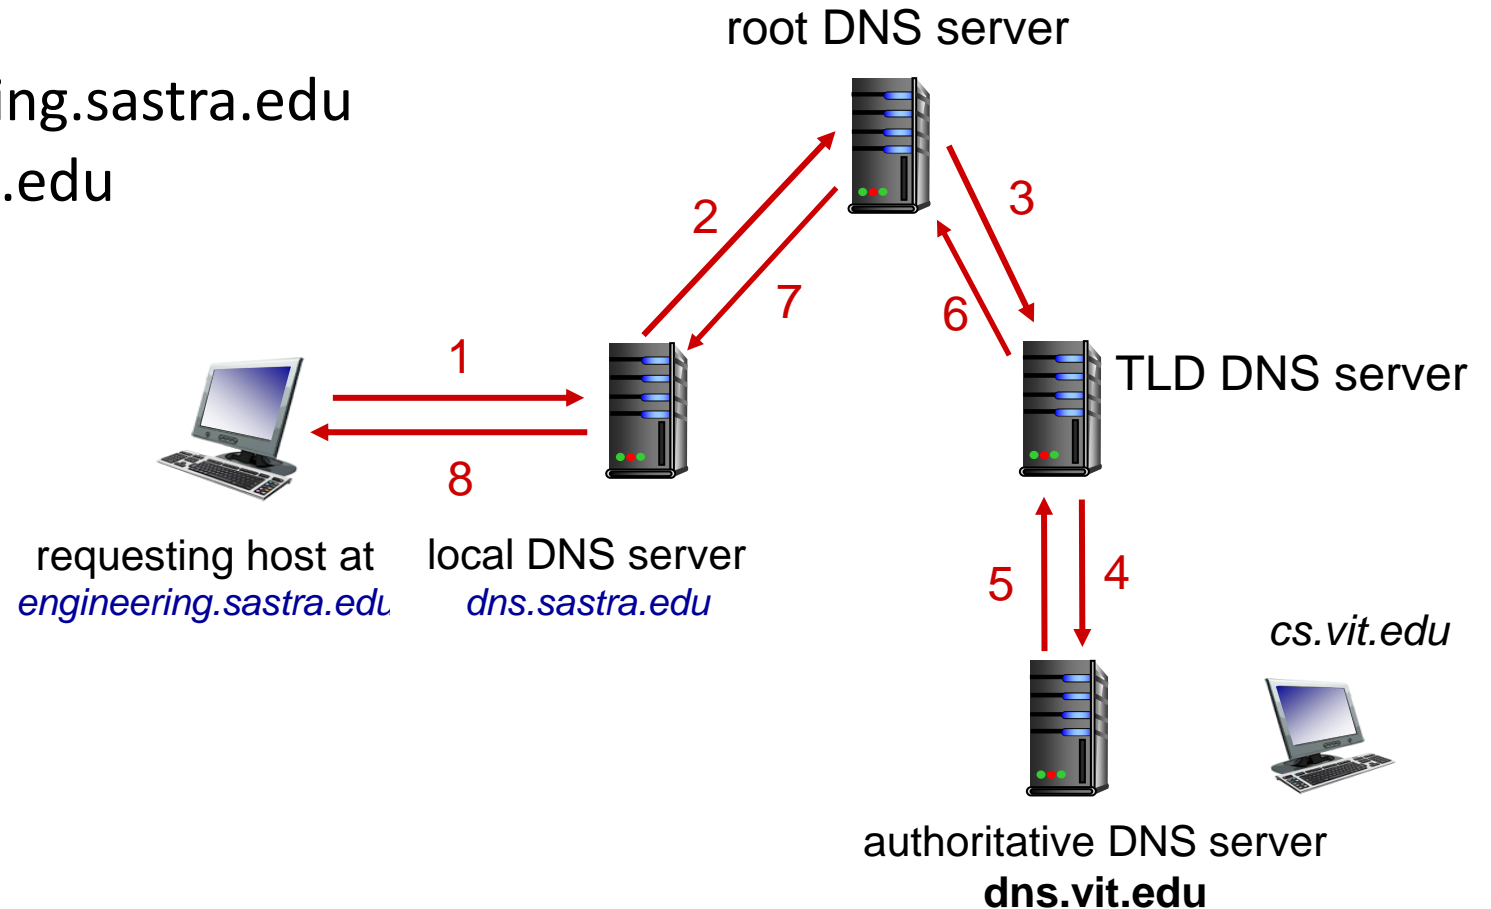 root DNS server
ing.sastra.edu
.edu
2
3
7
6
1
TLD DNS server
8
requesting host at
engineering.sastra.edu
local DNS server
dns.sastra.edu
5
4
cs.vit.edu
authoritative DNS server
dns.vit.edu